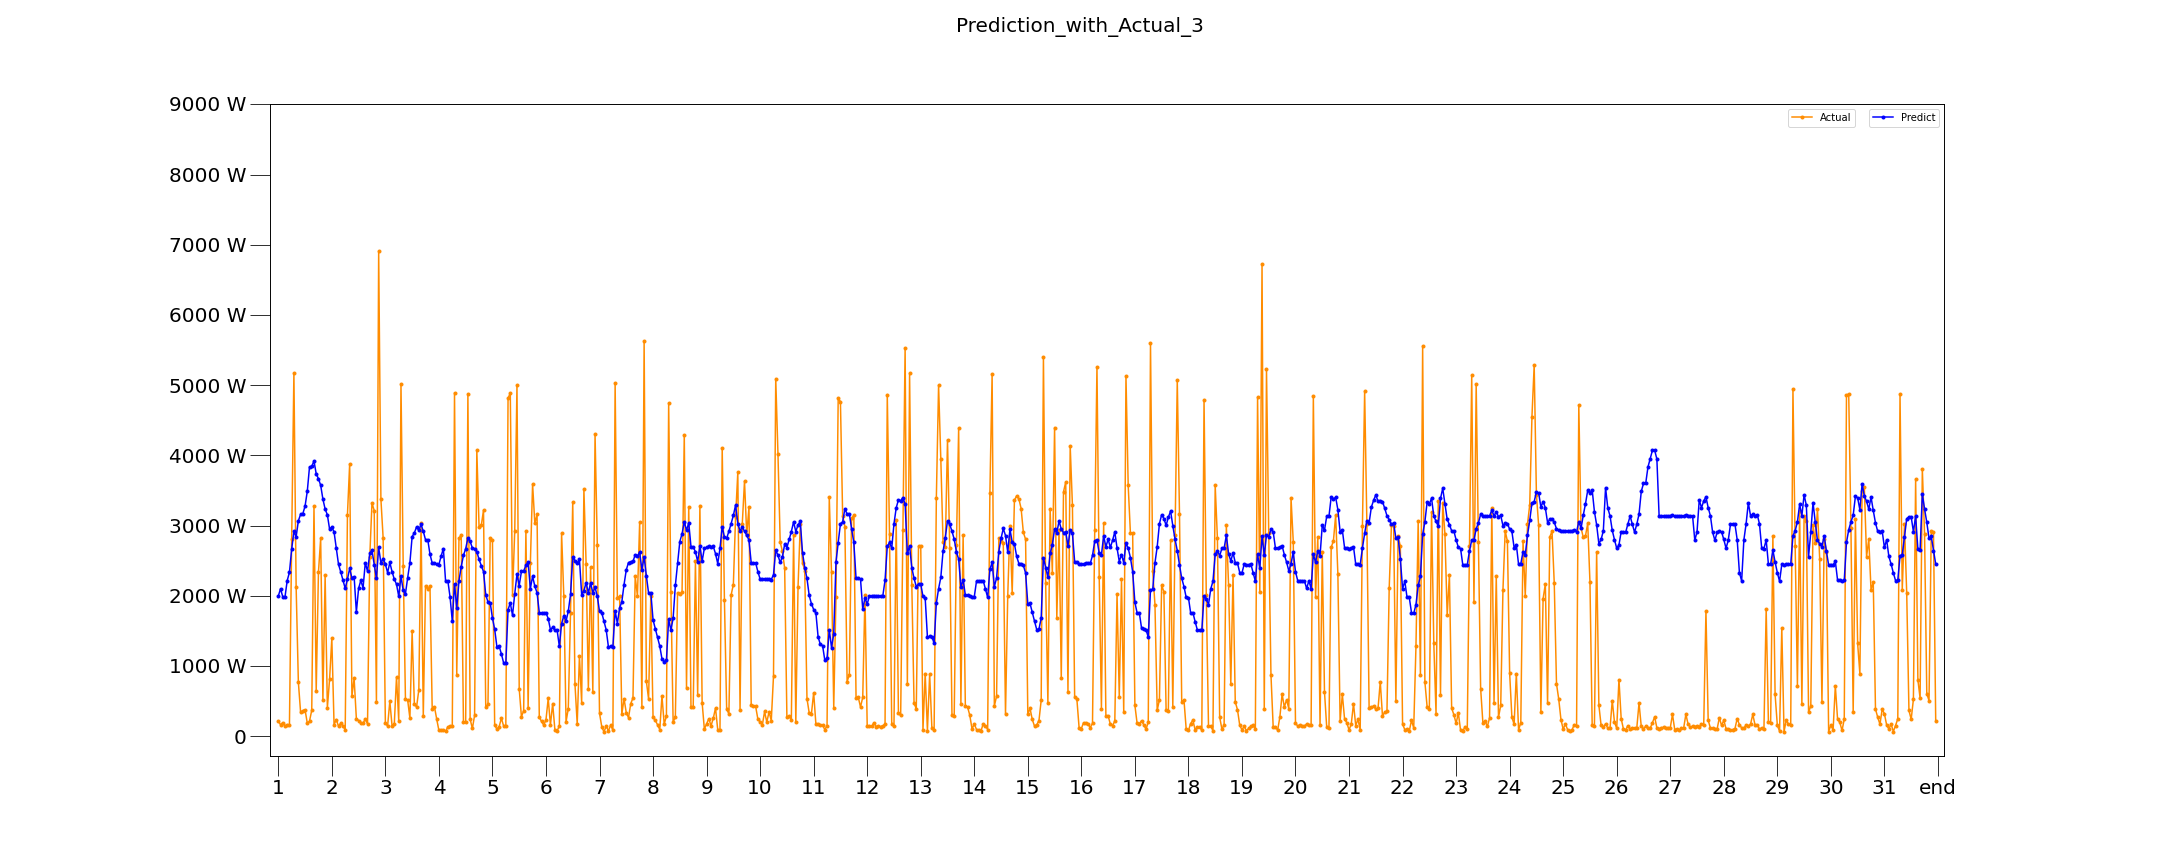 Prediction_with_Actual_3
9000 W
8000 W
7000 W
6000 W
5000 W
4000 W
3000 W
2000 W
1000 W
0
Actual Predict
1 2 3 4 5 6 7 8 9 10 11 12 13 14 15 16 17 18 19 20 21 22 23 24 25 26 27 28 29 30 31 end